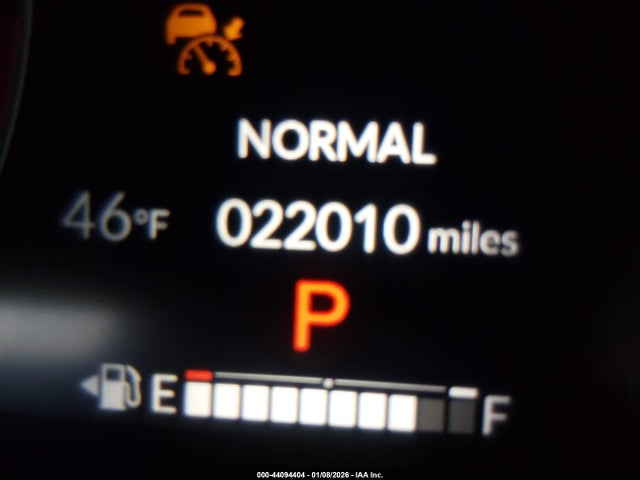 NORMAL
46°F 022010 miles
P
E F
000-44094404 - 01/08/2026 - IAA Inc.